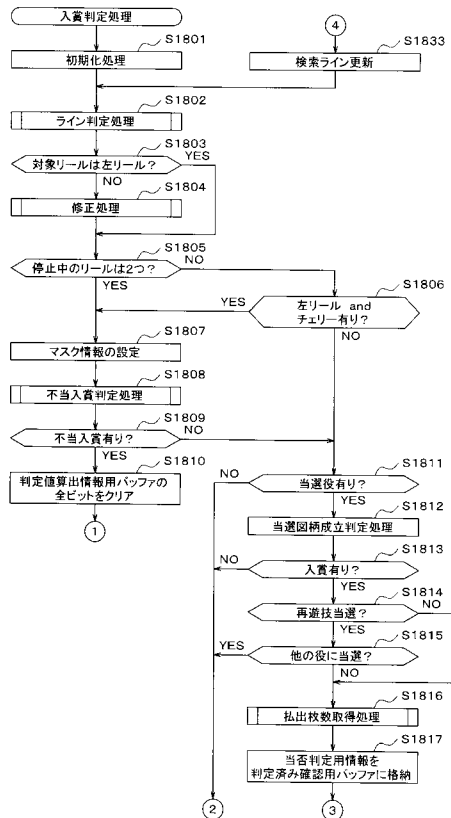 入賞判定処理
S1801
初期化処理
4
S1833
検索ライン更新
S1802
ライン判定処理
S1803
対象リールは左リール?
YES
NO
S1804
修正処理
S1805
停止中のリールは2つ?
NO
YES
S1806
左リール and
チェリー有り?
YES
NO
S1807
マスク情報の設定
S1808
不当入賞判定処理
S1809
不当入賞有り?
NO
YES
S1810
判定値算出情報用バッファの
全ビットをクリア
1
S1811
当選役有り?
NO
YES
S1812
当選図柄成立判定処理
S1813
入賞有り?
NO
YES
S1814
再遊技当選?
NO
YES
S1815
他の役に当選?
YES
NO
S1816
払出枚数取得処理
S1817
当否判定用情報を
判定済み確認用バッファに格納
2
3